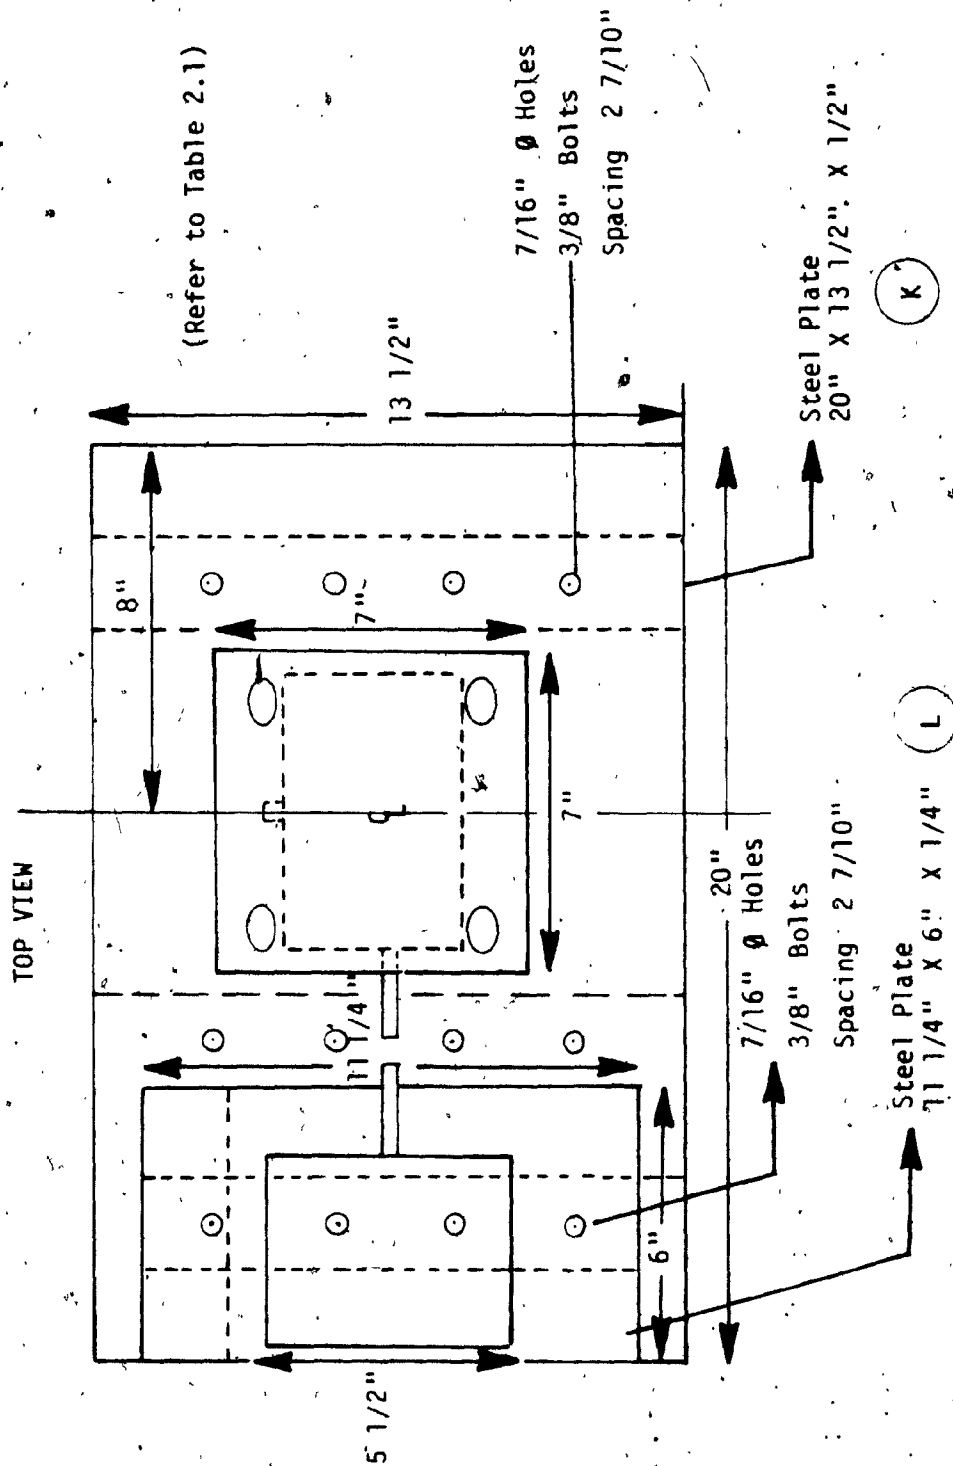 TOP VIEW
(Refer to Table 2.1)
8"
13 1/2"
7"
7"
11 1/4"
5 1/2"
6"
20"
7/16" Ø Holes
3/8" Bolts
Spacing 2 7/10"
7/16" Ø Holes
3/8" Bolts
Spacing 2 7/10"
Steel Plate
11 1/4" X 6" X 1/4"
L
Steel Plate
20" X 13 1/2". X 1/2"
K